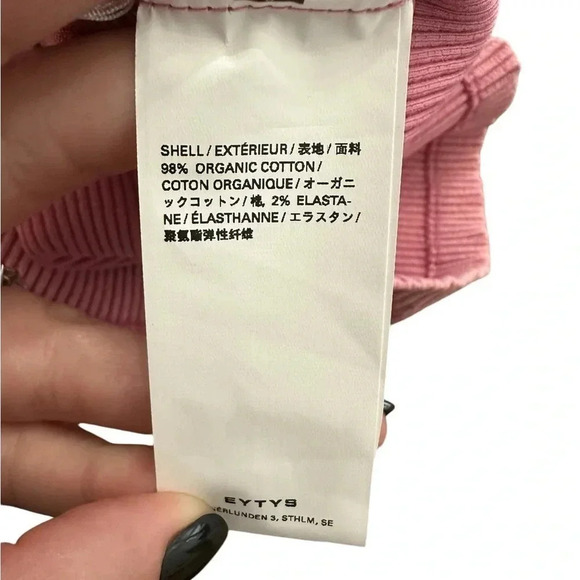 SHELL / EXTÉRIEUR / 表地 / 面料
98% ORGANIC COTTON /
COTON ORGANIQUE / オーガニ
ックコットン / 棉, 2% ELASTA-
NE / ÉLASTHANNE / エラスタン /
聚氨酯弹性纤维
EYTYS
3, STHLM, SE